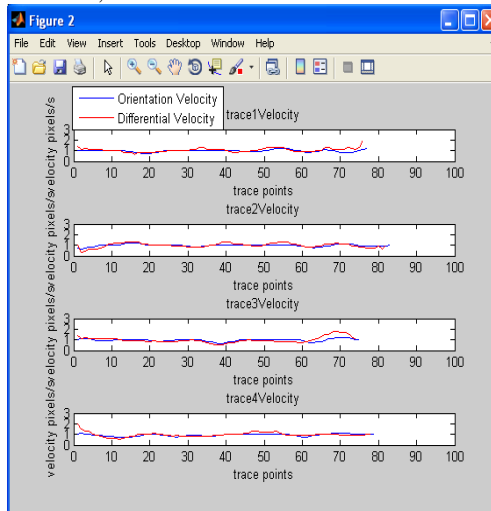 Figure 2
File Edit View Insert Tools Desktop Window Help
Orientation Velocity
Differential Velocity
trace1Velocity
velocity pixels/s
3
2
1
0
0 10 20 30 40 50 60 70 80 90 100
trace points
trace2Velocity
velocity pixels/s
3
2
1
0
0 10 20 30 40 50 60 70 80 90 100
trace points
trace3Velocity
velocity pixels/s
3
2
1
0
0 10 20 30 40 50 60 70 80 90 100
trace points
trace4Velocity
velocity pixels/s
3
2
1
0
0 10 20 30 40 50 60 70 80 90 100
trace points